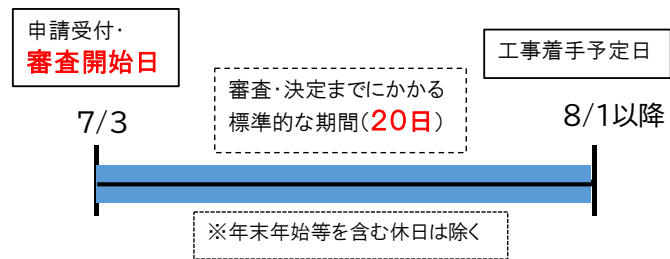 申請受付・
審査開始日
工事着手予定日
審査・決定までにかかる
標準的な期間(20日)
7/3
8/1以降
※年末年始等を含む休日は除く